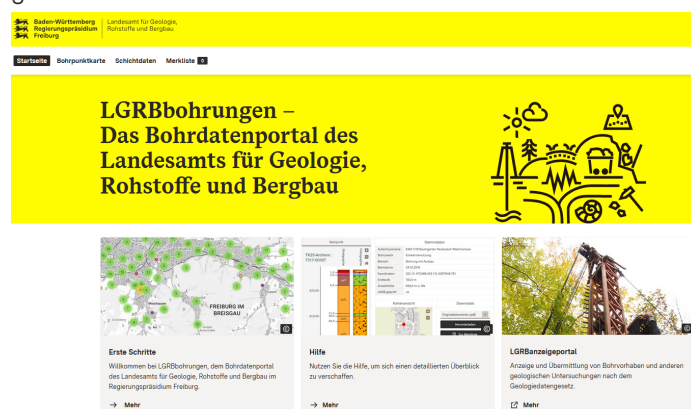 Baden-Württemberg
Regierungspräsidium
Freiburg
Landesamt für Geologie,
Rohstoffe und Bergbau
Startseite Bohrpunktkarte Schichtdaten Merkliste 0
LGRBbohrungen –
Das Bohrdatenportal des
Landesamts für Geologie,
Rohstoffe und Bergbau
FREIBURG IM
BREISGAU
Stammdaten
Kartenansicht
Downloads
Erste Schritte
Willkommen bei LGRBbohrungen, dem Bohrdatenportal
des Landesamts für Geologie, Rohstoffe und Bergbau im
Regierungspräsidium Freiburg.
→ Mehr
Hilfe
Nutzen Sie die Hilfe, um sich einen detaillierten Überblick
zu verschaffen.
→ Mehr
LGRBanzeigeportal
Anzeige und Übermittlung von Bohrvorhaben und anderen
geologischen Untersuchungen nach dem
Geologiedatengesetz.
Mehr